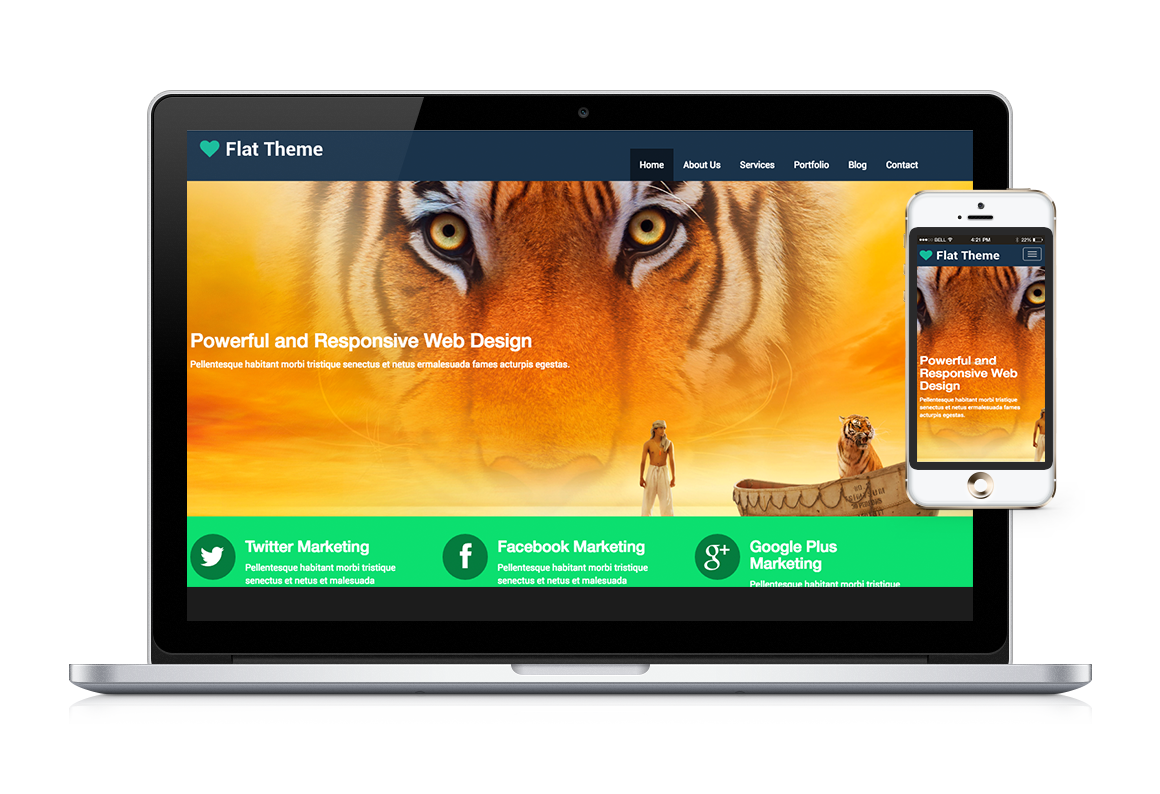 Flat Theme
Home About Us Services Portfolio Blog Contact
Powerful and Responsive Web Design
Pellentesque habitant morbi tristique senectus et netus ermalesuada fames acturpis egestas.
Twitter Marketing
Pellentesque habitant morbi tristique
senectus et netus et malesuada
Facebook Marketing
Pellentesque habitant morbi tristique
senectus et netus et malesuada
Google Plus
Marketing
Pellentesque habitant morbi tristique
BELL 4:21 PM 22%
Flat Theme
Powerful and
Responsive Web
Design
Pellentesque habitant morbi tristique
senectus et netus ermalesuada fames
acturpis egestas.